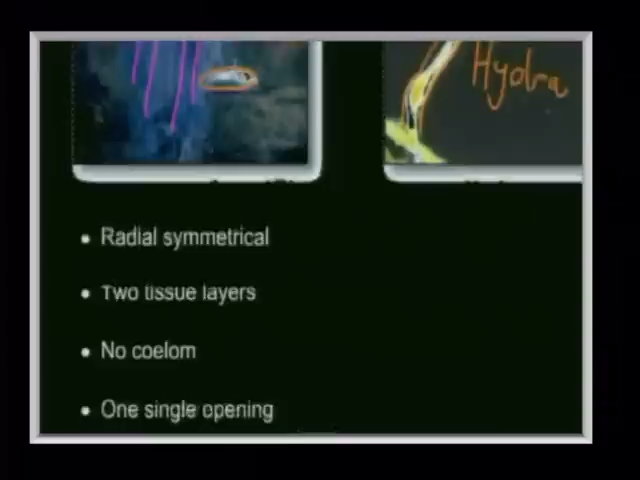 Hydra
Radial symmetrical
Two tissue layers
No coelom
One single opening